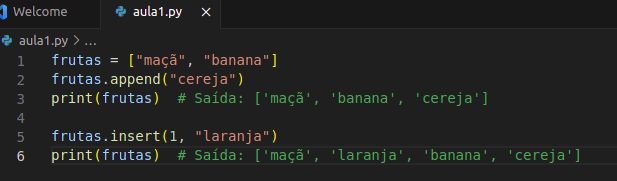 Welcome aula1.py ×
aula1.py > ...
1 frutas = ["maçã", "banana"]
2 frutas.append("cereja")
3 print(frutas)  # Saída: ['maçã', 'banana', 'cereja']
4
5 frutas.insert(1, "laranja")
6 print(frutas)  # Saída: ['maçã', 'laranja', 'banana', 'cereja']